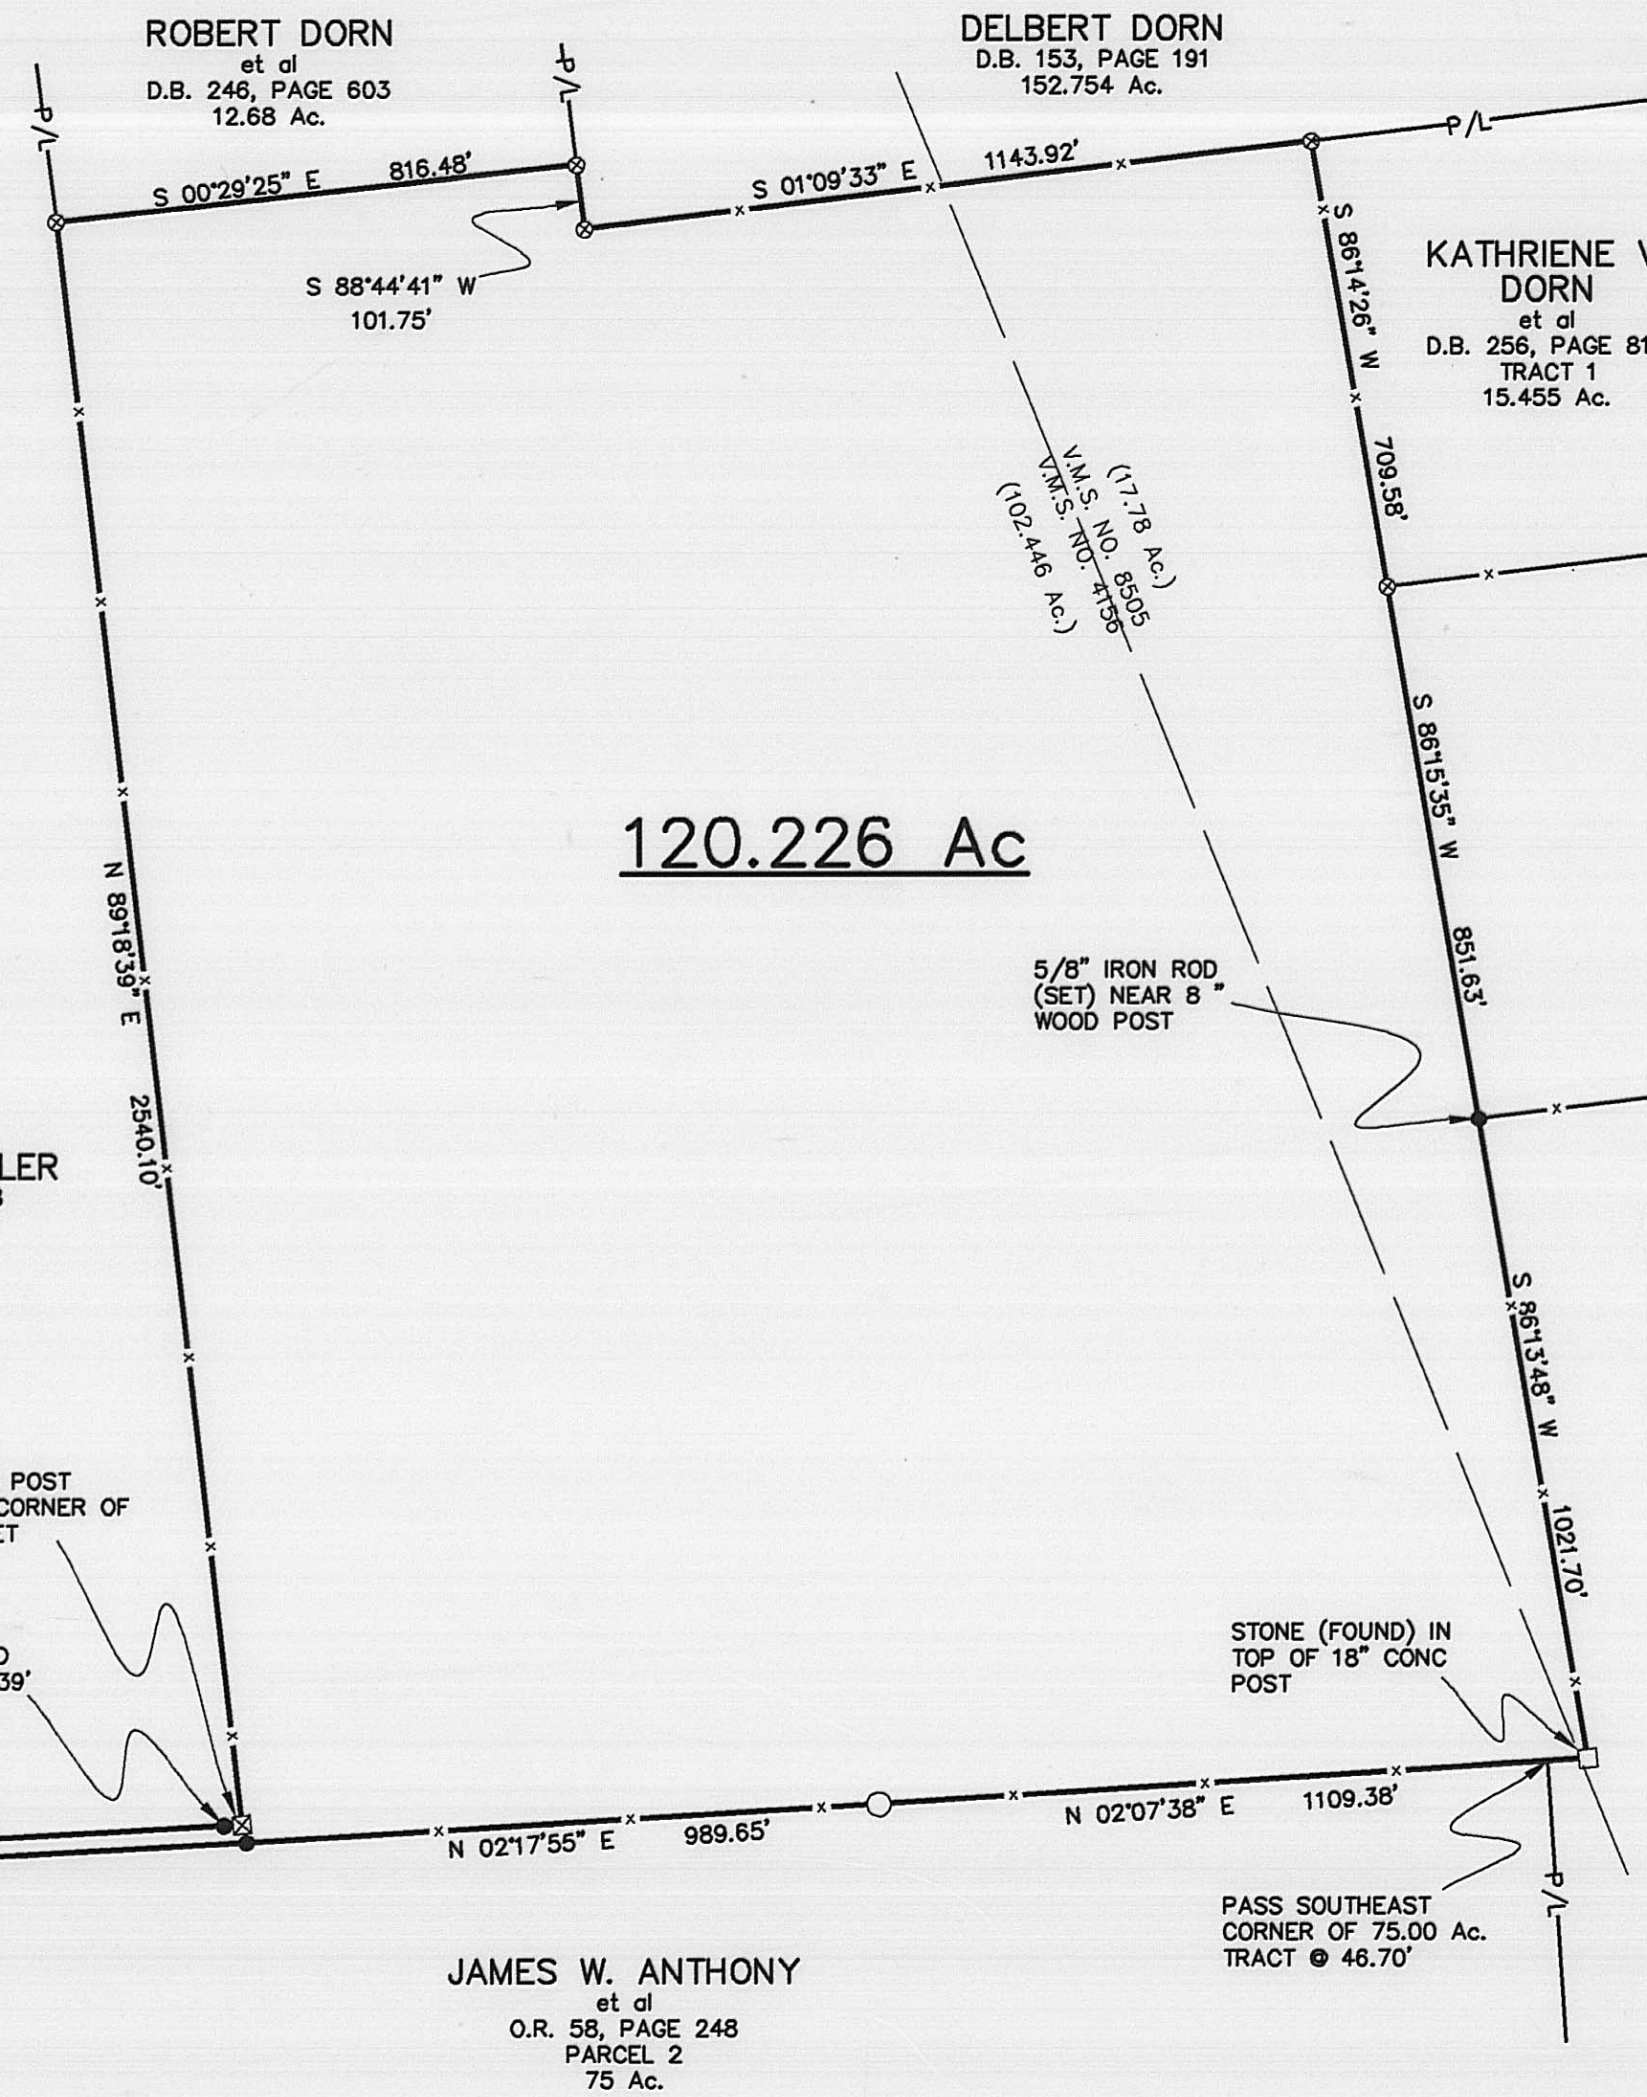 ROBERT DORN
et al
D.B. 246, PAGE 603
12.68 Ac.
DELBERT DORN
D.B. 153, PAGE 191
152.754 Ac.
P/L
P/L
P/L
S 00°29'25" E 816.48'
S 01°09'33" E 1143.92'
S 88°44'41" W
101.75'
S 86°14'26" W 709.58'
KATHRIENE
DORN
et al
D.B. 256, PAGE 81
TRACT 1
15.455 Ac.
(17.78 Ac.)
V.M.S. NO. 8505
V.M.S. NO. 4156
(102.446 Ac.)
S 86°15'35" W 851.63'
120.226 Ac
N 89°18'39" E 2540.10'
5/8" IRON ROD
(SET) NEAR 8 "
WOOD POST
LER
S 86°13'48" W 1021.70'
POST
CORNER OF
ET
39'
STONE (FOUND) IN
TOP OF 18" CONC
POST
N 02°17'55" E 989.65'
N 02°07'38" E 1109.38'
P/L
PASS SOUTHEAST
CORNER OF 75.00 Ac.
TRACT @ 46.70'
JAMES W. ANTHONY
et al
O.R. 58, PAGE 248
PARCEL 2
75 Ac.